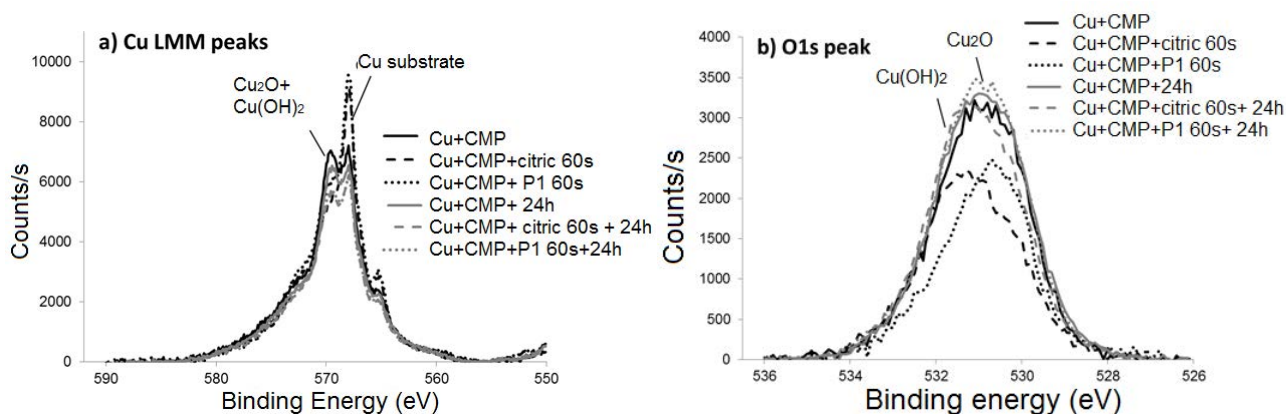 a) Cu LMM peaks
Cu₂O+
Cu(OH)₂
Cu substrate
Cu+CMP
Cu+CMP+citric 60s
Cu+CMP+ P1 60s
Cu+CMP+ 24h
Cu+CMP+ citric 60s + 24h
Cu+CMP+P1 60s+24h
Counts/s
10000
8000
6000
4000
2000
0
590
580
570
560
550
Binding Energy (eV)
b) O1s peak
Cu₂O
Cu(OH)₂
Cu+CMP
Cu+CMP+citric 60s
Cu+CMP+P1 60s
Cu+CMP+24h
Cu+CMP+citric 60s+ 24h
Cu+CMP+P1 60s+ 24h
Counts/s
4000
3500
3000
2500
2000
1500
1000
500
0
536
534
532
530
528
526
Binding energy (eV)